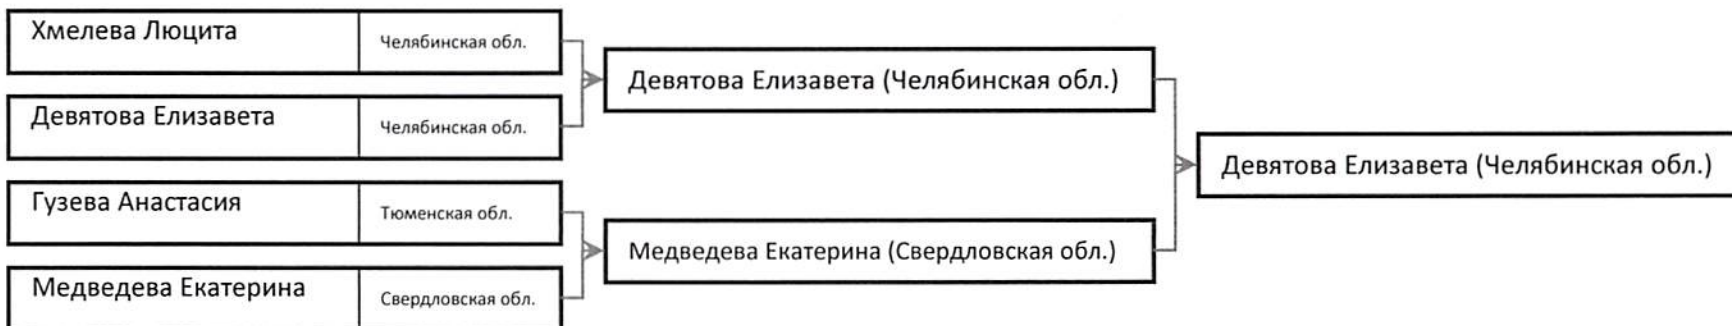 Хмелева Люцита Челябинская обл.
Девятова Елизавета (Челябинская обл.)
Девятова Елизавета Челябинская обл.
Девятова Елизавета (Челябинская обл.)
Гузева Анастасия Тюменская обл.
Медведева Екатерина (Свердловская обл.)
Медведева Екатерина Свердловская обл.